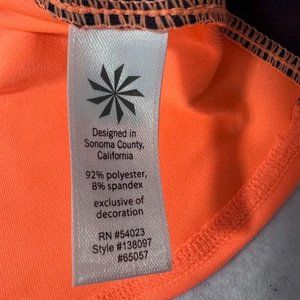 Designed in
Sonoma County,
California
92% polyester,
8% spandex
exclusive of
decoration
RN #54023
Style #138097
#65057